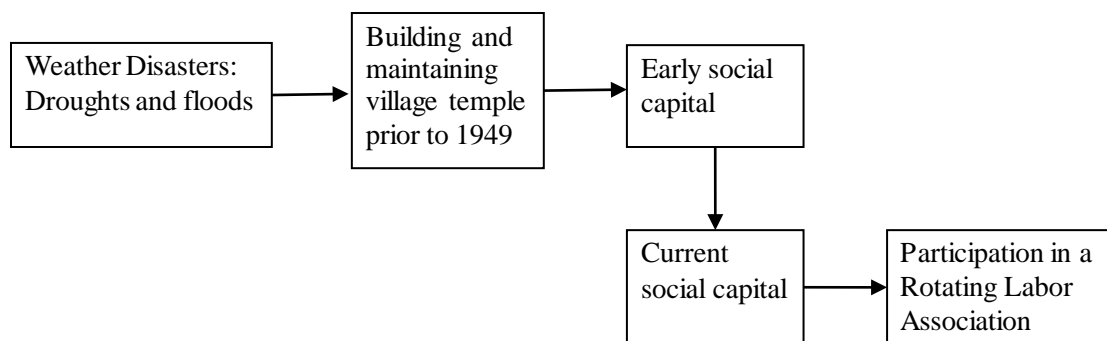 Weather Disasters:
Droughts and floods
Building and
maintaining
village temple
prior to 1949
Early social
capital
Current
social capital
Participation in a
Rotating Labor
Association